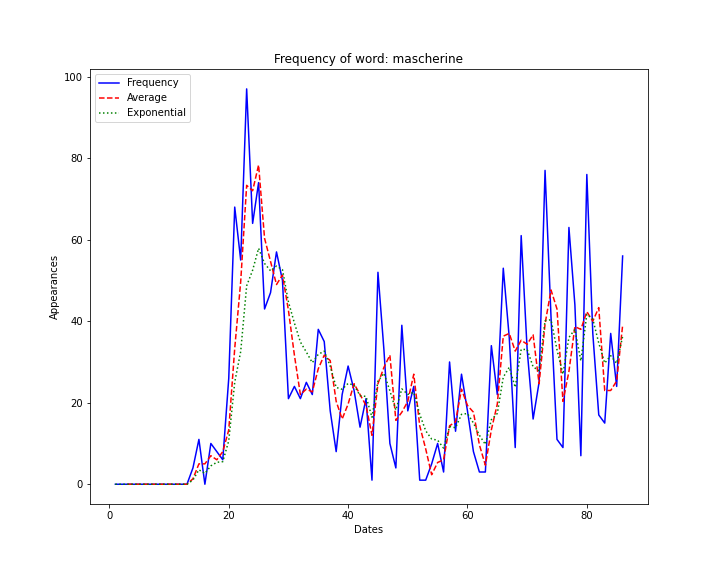 Frequency of word: mascherine
Frequency
Average
Exponential
100
80
60
40
20
0
Appearances
0 20 40 60 80
Dates